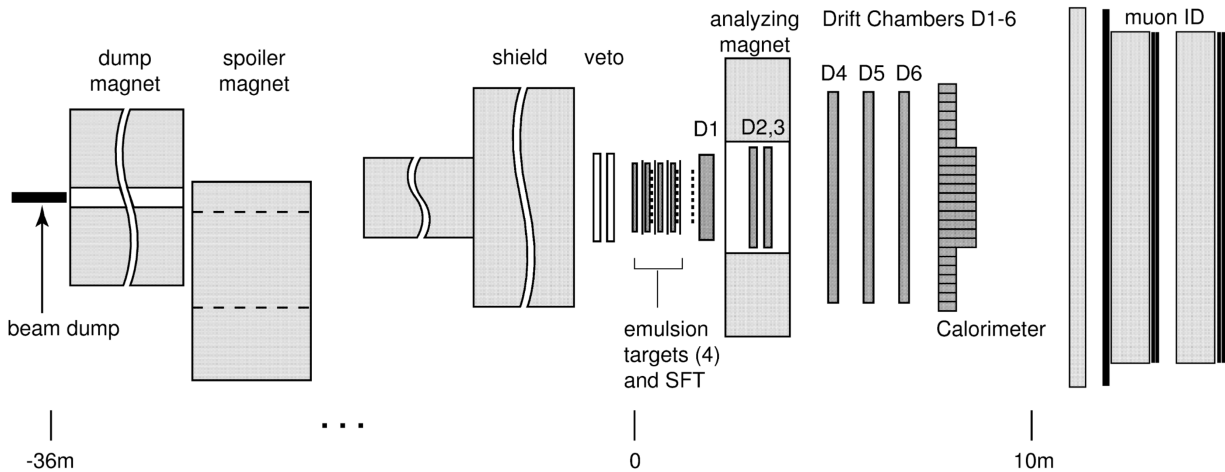 dump
magnet
spoiler
magnet
shield
veto
analyzing
magnet
Drift Chambers D1-6
muon ID
D1
D2,3
D4
D5
D6
beam dump
emulsion
targets (4)
and SFT
Calorimeter
-36m
0
10m